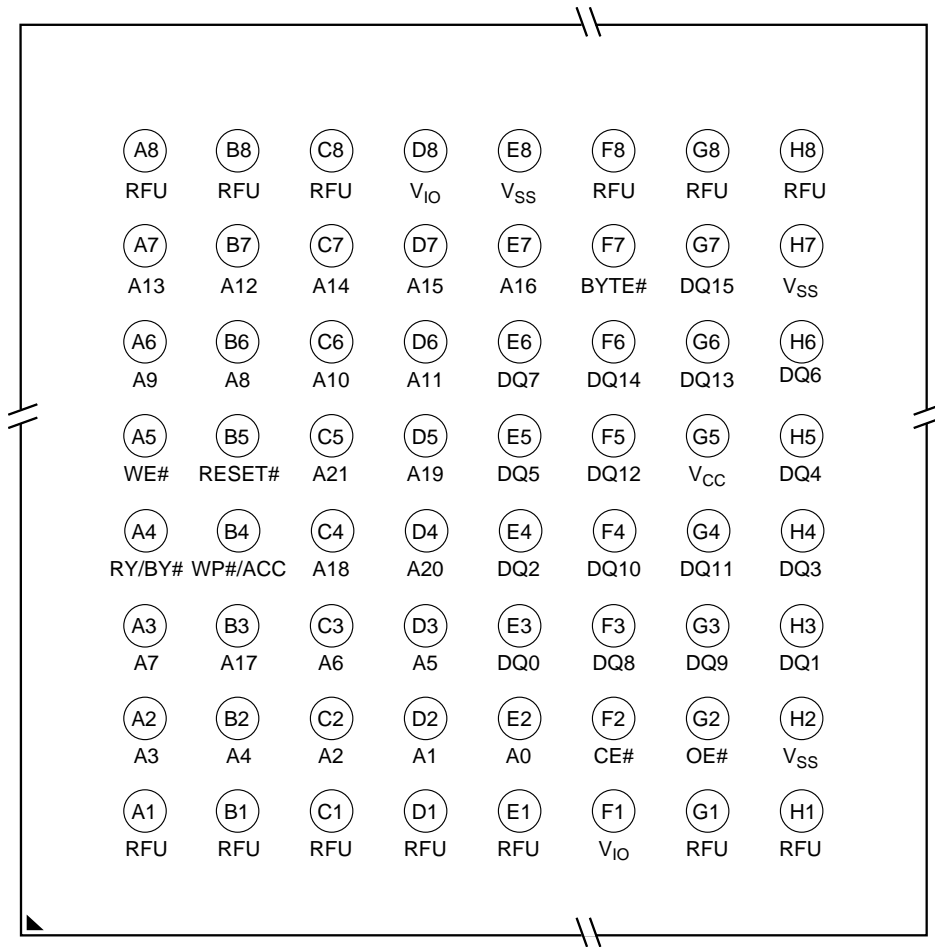 A8 B8 C8 D8 E8 F8 G8 H8
RFU RFU RFU VIO VSS RFU RFU RFU
A7 B7 C7 D7 E7 F7 G7 H7
A13 A12 A14 A15 A16 BYTE# DQ15 VSS
A6 B6 C6 D6 E6 F6 G6 H6
A9 A8 A10 A11 DQ7 DQ14 DQ13 DQ6
A5 B5 C5 D5 E5 F5 G5 H5
WE# RESET# A21 A19 DQ5 DQ12 VCC DQ4
A4 B4 C4 D4 E4 F4 G4 H4
RY/BY# WP#/ACC A18 A20 DQ2 DQ10 DQ11 DQ3
A3 B3 C3 D3 E3 F3 G3 H3
A7 A17 A6 A5 DQ0 DQ8 DQ9 DQ1
A2 B2 C2 D2 E2 F2 G2 H2
A3 A4 A2 A1 A0 CE# OE# VSS
A1 B1 C1 D1 E1 F1 G1 H1
RFU RFU RFU RFU RFU VIO RFU RFU